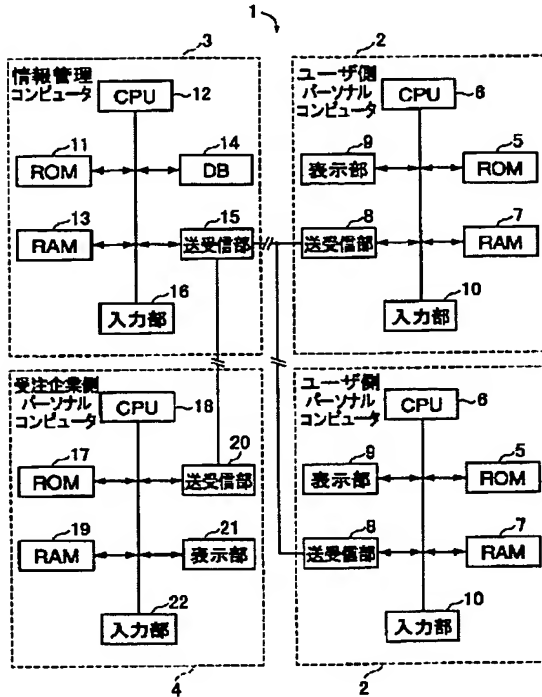 1
3
情報管理
コンピュータ
CPU
12
11
ROM
14
DB
13
RAM
15
送受信部
16
入力部
2
ユーザ側
パーソナル
コンピュータ
CPU
6
9
表示部
5
ROM
8
送受信部
7
RAM
10
入力部
受注企業側
パーソナル
コンピュータ
CPU
18
17
ROM
20
送受信部
19
RAM
21
表示部
22
入力部
4
ユーザ側
パーソナル
コンピュータ
CPU
6
9
表示部
5
ROM
8
送受信部
7
RAM
10
入力部
2